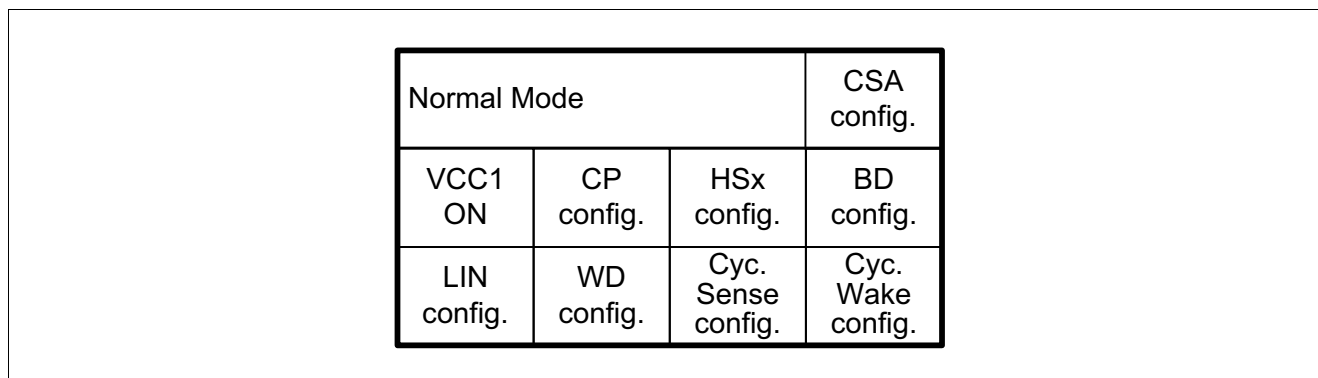 Normal Mode
CSA
config.
VCC1
ON
CP
config.
HSx
config.
BD
config.
LIN
config.
WD
config.
Cyc.
Sense
config.
Cyc.
Wake
config.